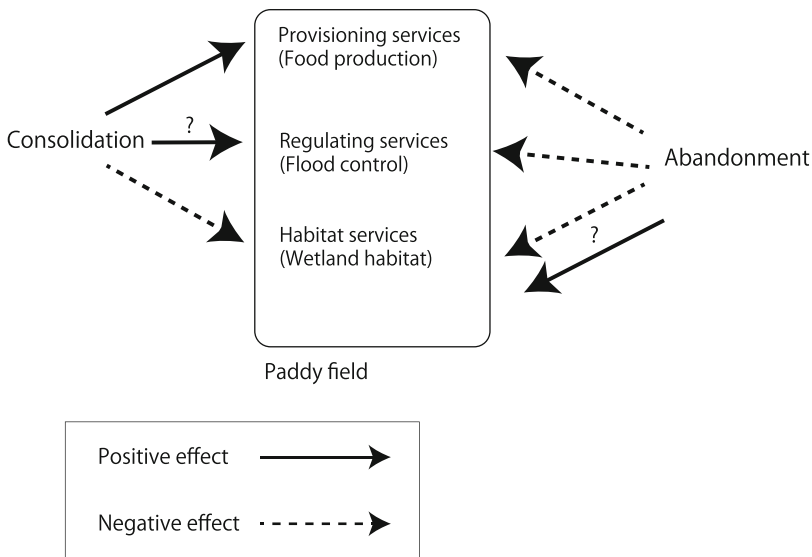 Provisioning services
(Food production)
?
Consolidation
Regulating services
(Flood control)
Abandonment
Habitat services
(Wetland habitat)
?
Paddy field
Positive effect
Negative effect